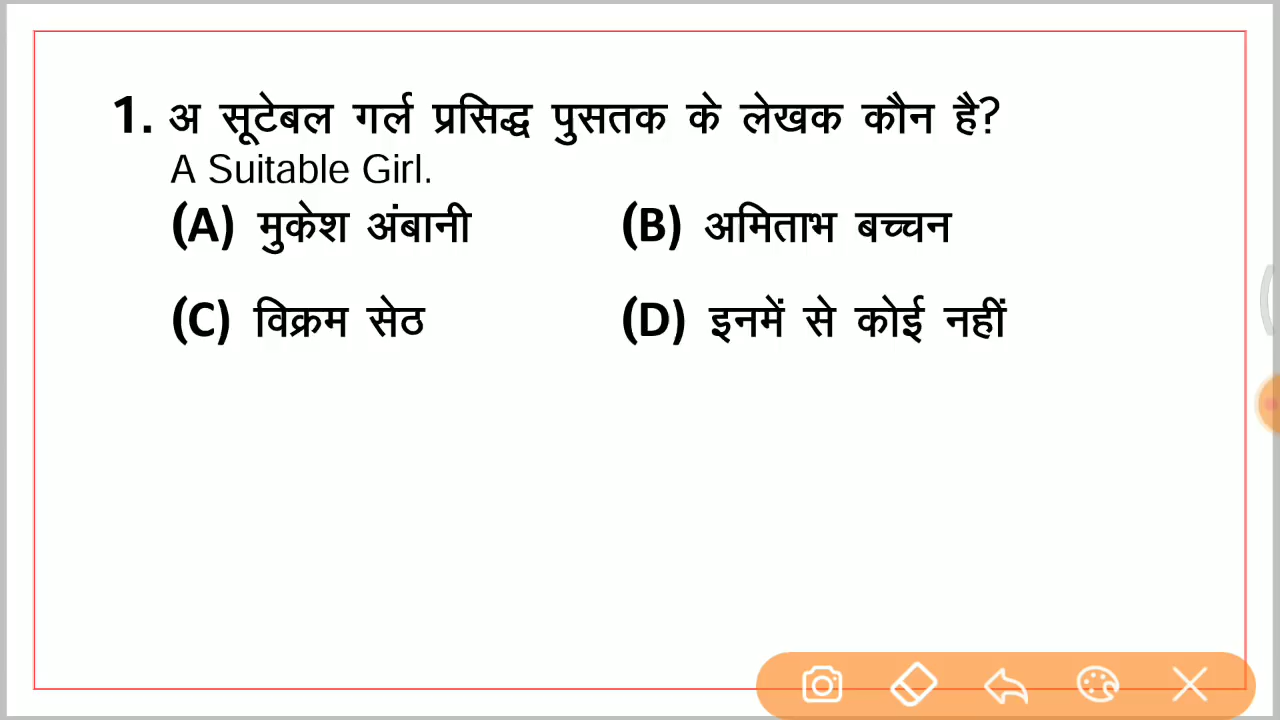 1. अ सूटेबल गर्ल प्रसिद्ध पुसतक के लेखक कौन है?
A Suitable Girl.
(A) मुकेश अंबानी (B) अमिताभ बच्चन
(C) विक्रम सेठ (D) इनमें से कोई नहीं